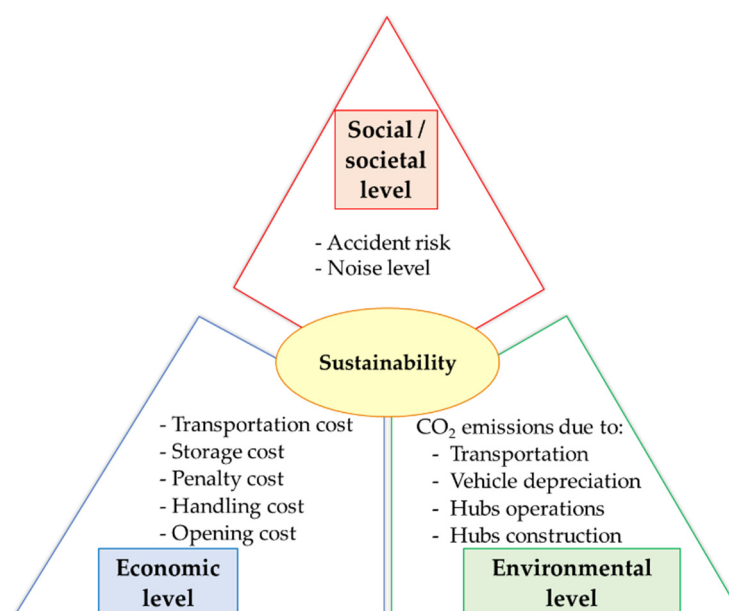 Social /
societal
level
- Accident risk
- Noise level
Sustainability
- Transportation cost
- Storage cost
- Penalty cost
- Handling cost
- Opening cost
Economic
level
CO₂ emissions due to:
- Transportation
- Vehicle depreciation
- Hubs operations
- Hubs construction
Environmental
level